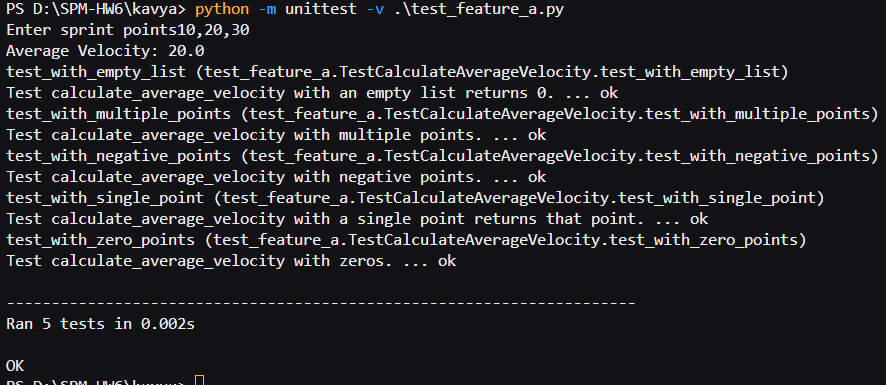 PS D:\SPM-HW6\kavya> python -m unittest -v .\test_feature_a.py
Enter sprint points10,20,30
Average Velocity: 20.0
test_with_empty_list (test_feature_a.TestCalculateAverageVelocity.test_with_empty_list)
Test calculate_average_velocity with an empty list returns 0. ... ok
test_with_multiple_points (test_feature_a.TestCalculateAverageVelocity.test_with_multiple_points)
Test calculate_average_velocity with multiple points. ... ok
test_with_negative_points (test_feature_a.TestCalculateAverageVelocity.test_with_negative_points)
Test calculate_average_velocity with negative points. ... ok
test_with_single_point (test_feature_a.TestCalculateAverageVelocity.test_with_single_point)
Test calculate_average_velocity with a single point returns that point. ... ok
test_with_zero_points (test_feature_a.TestCalculateAverageVelocity.test_with_zero_points)
Test calculate_average_velocity with zeros. ... ok
----------------------------------------------------------------------
Ran 5 tests in 0.002s
OK
PS D:\SPM-HW6\kavya>